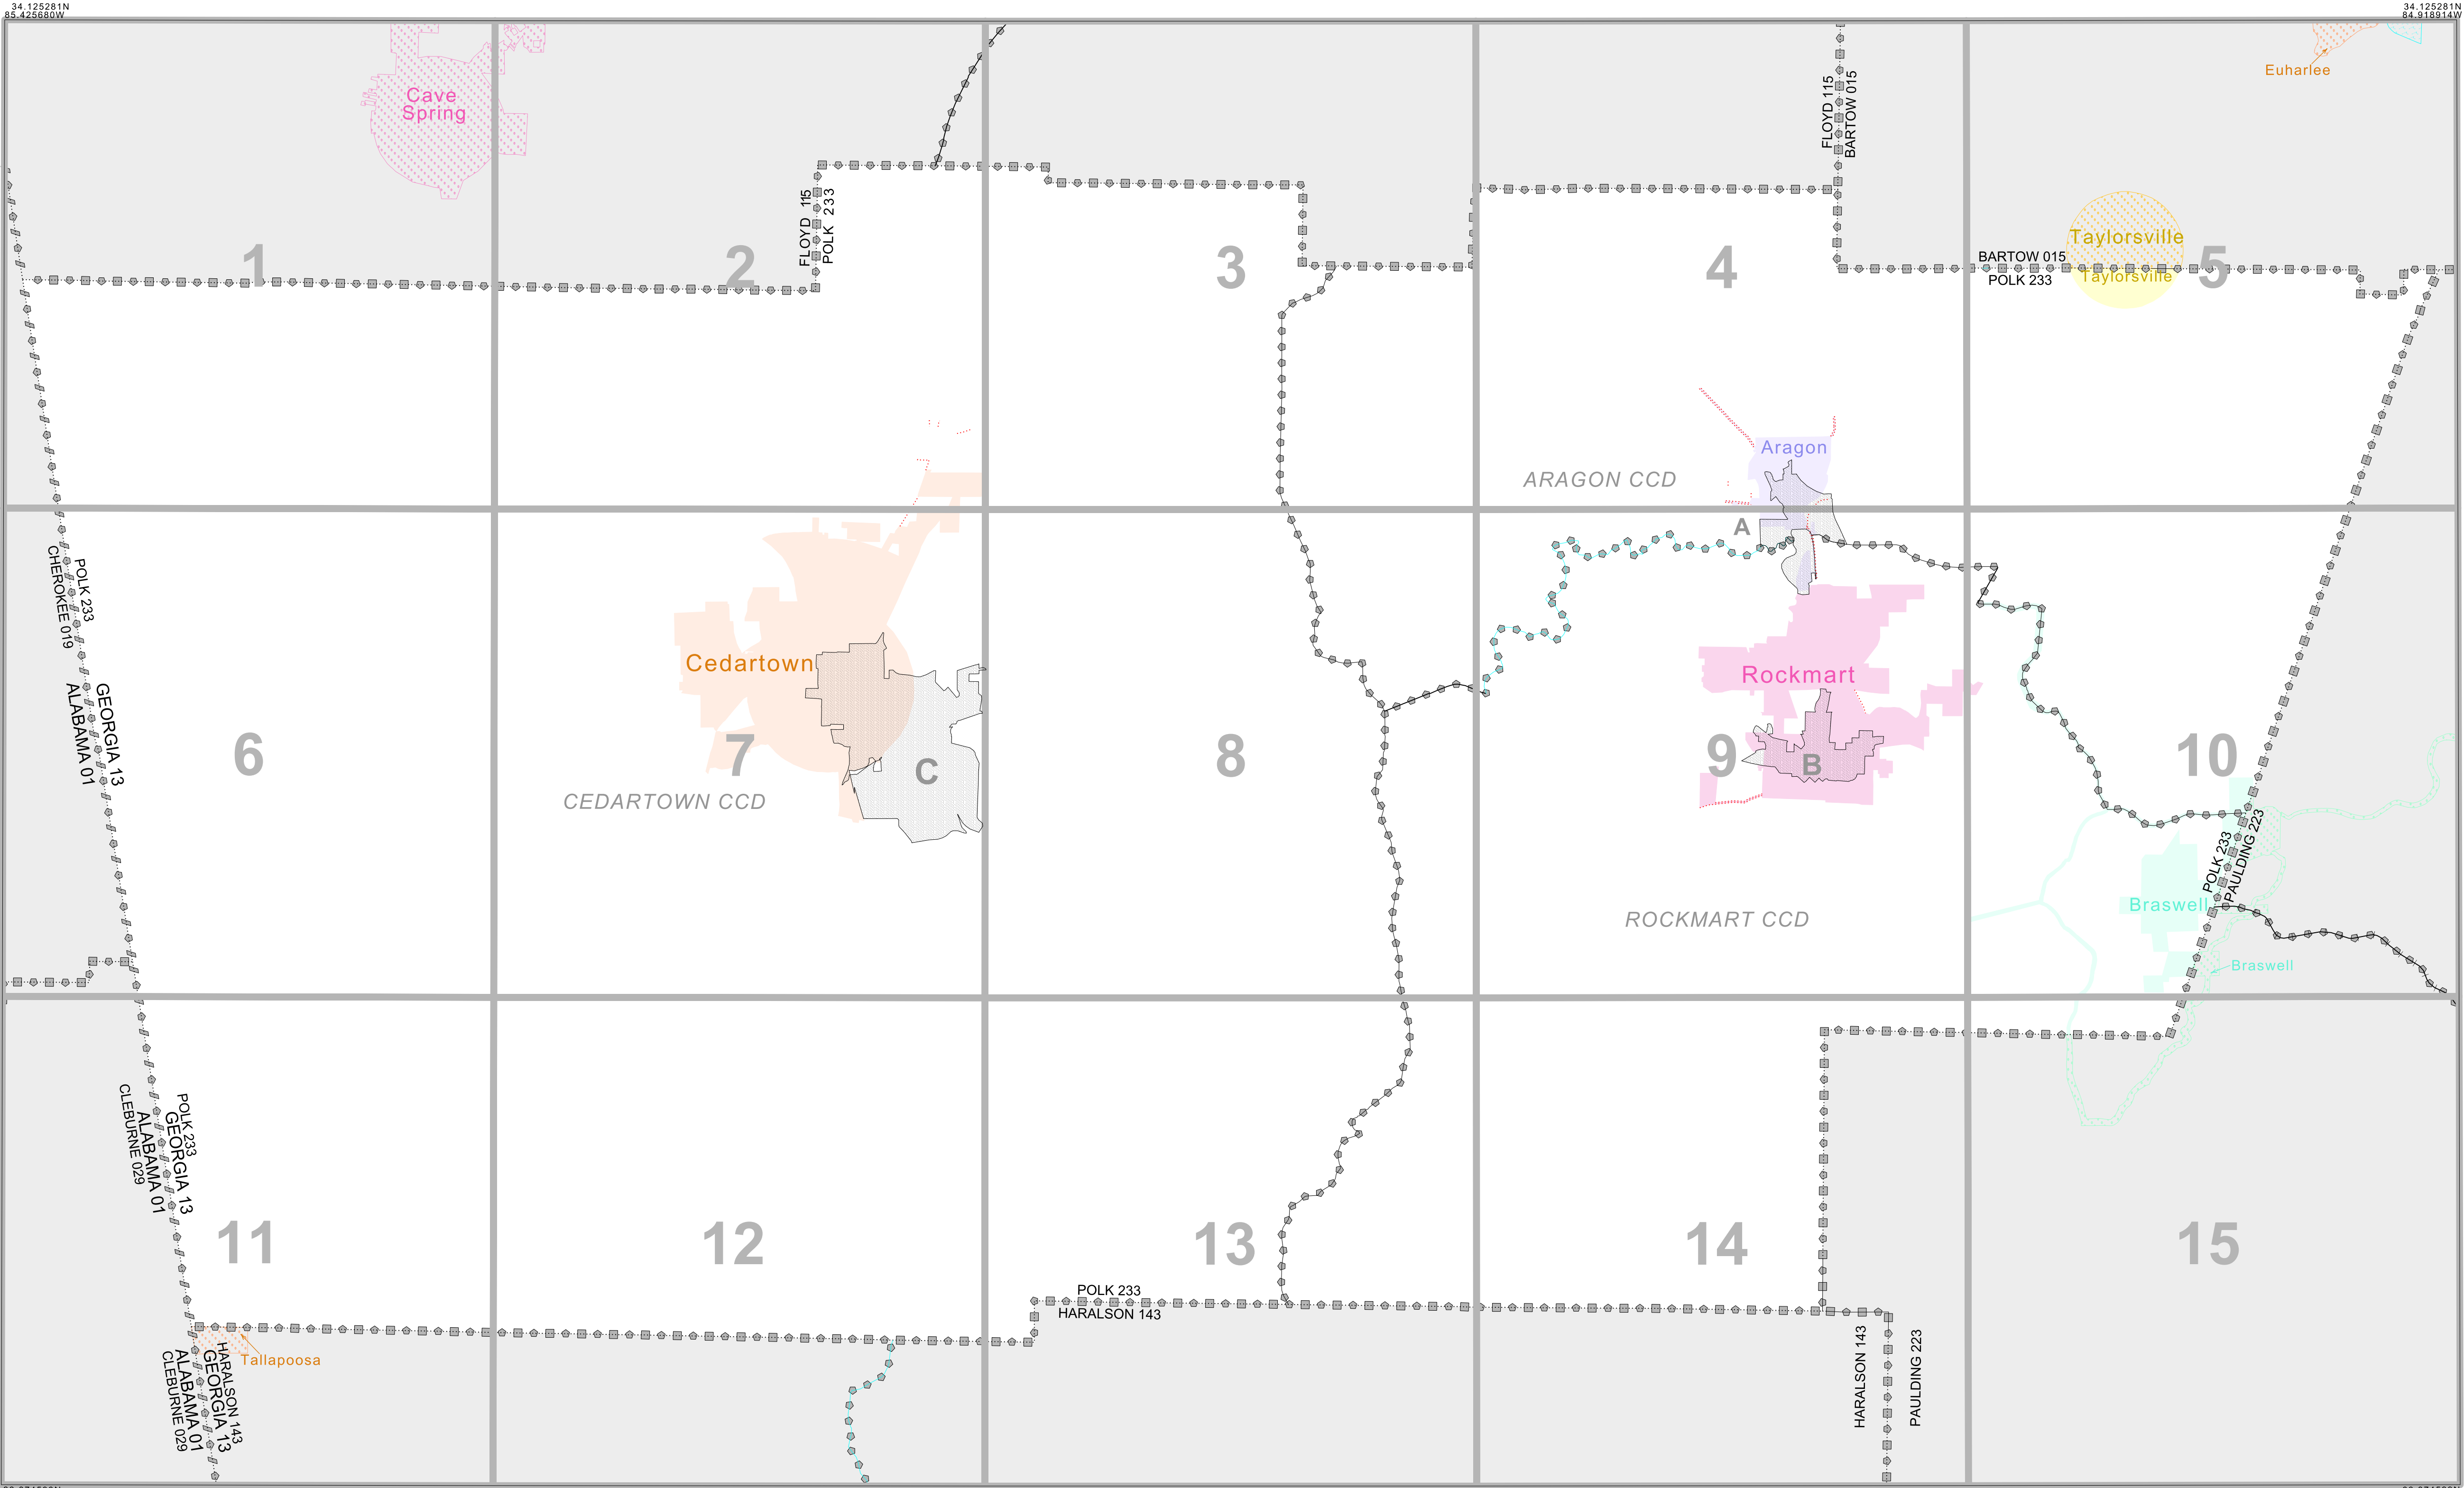 34.125281N
85.425680W
34.125281N
84.918914W
Cave
Spring
Euharlee
FLOYD 115
BARTOW 015
FLOYD 115
POLK 233
Taylorsville
BARTOW 015
Taylorsville
POLK 233
1
2
3
4
5
Aragon
ARAGON CCD
A
POLK 233
CHEROKEE 019
GEORGIA 13
ALABAMA 01
Cedartown
Rockmart
6
7
C
8
9
B
10
CEDARTOWN CCD
POLK 233
PAULDING 223
Braswell
ROCKMART CCD
Braswell
POLK 233
GEORGIA 13
ALABAMA 01
CLEBURNE 029
11
12
13
14
15
POLK 233
HARALSON 143
Tallapoosa
HARALSON 143
GEORGIA 13
ALABAMA 01
CLEBURNE 029
HARALSON 143
PAULDING 223